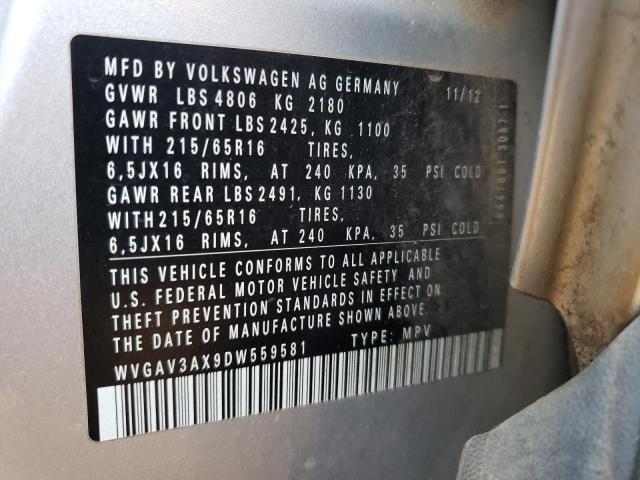 MFD BY VOLKSWAGEN AG GERMANY 11/12
GVWR LBS 4806 KG 2180
GAWR FRONT LBS 2425, KG 1100
WITH 215/65R16 TIRES,
6,5JX16 RIMS, AT 240 KPA, 35 PSI COLD
GAWR REAR LBS 2491, KG 1130
WITH 215/65R16 TIRES,
6,5JX16 RIMS, AT 240 KPA, 35 PSI COLD
THIS VEHICLE CONFORMS TO ALL APPLICABLE
U.S. FEDERAL MOTOR VEHICLE SAFETY AND
THEFT PREVENTION STANDARDS IN EFFECT ON
THE DATE OF MANUFACTURE SHOWN ABOVE.
WVGAV3AX9DW559581 TYPE: MPV